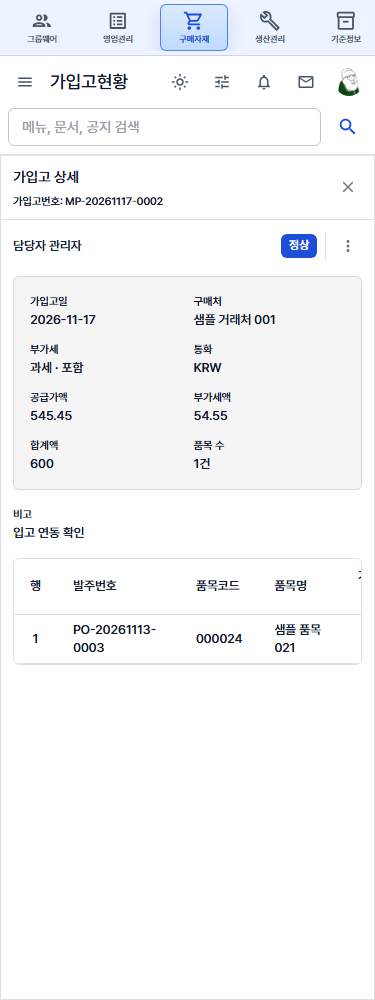 그룹웨어 영업관리 구매자재 생산관리 기준정보
가입고현황
메뉴, 문서, 공지 검색
가입고 상세
가입고번호: MP-20261117-0002
담당자 관리자 정상
가입고일 구매처
2026-11-17 샘플 거래처 001
부가세 통화
과세 · 포함 KRW
공급가액 부가세액
545.45 54.55
합계액 품목 수
600 1건
비고
입고 연동 확인
행 발주번호 품목코드 품목명
1 PO-20261113-0003 000024 샘플 품목 021